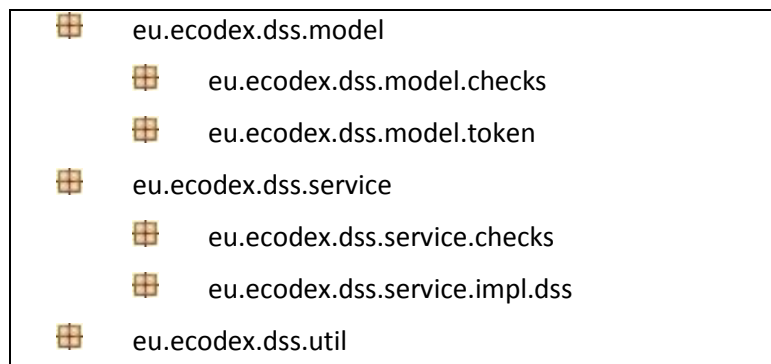 eu.ecodex.dss.model
eu.ecodex.dss.model.checks
eu.ecodex.dss.model.token
eu.ecodex.dss.service
eu.ecodex.dss.service.checks
eu.ecodex.dss.service.impl.dss
eu.ecodex.dss.util